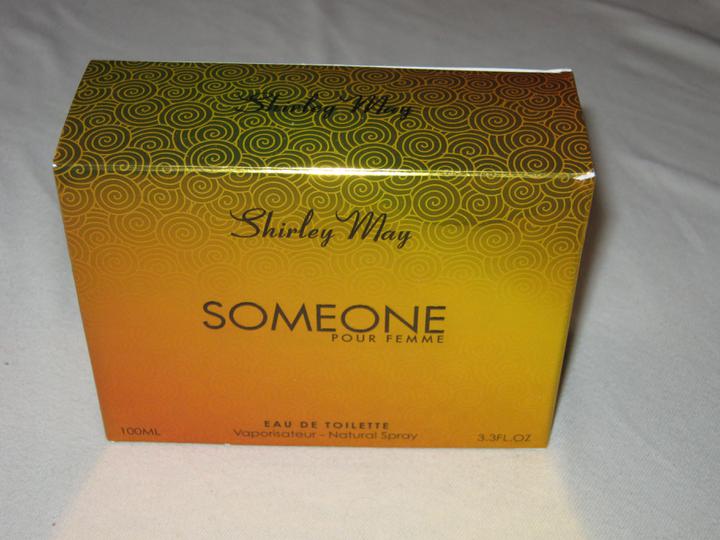 Shirley May
Shirley May
SOMEONE
POUR FEMME
EAU DE TOILETTE
Vaporisateur - Natural Spray
100ML
3.3FL.OZ